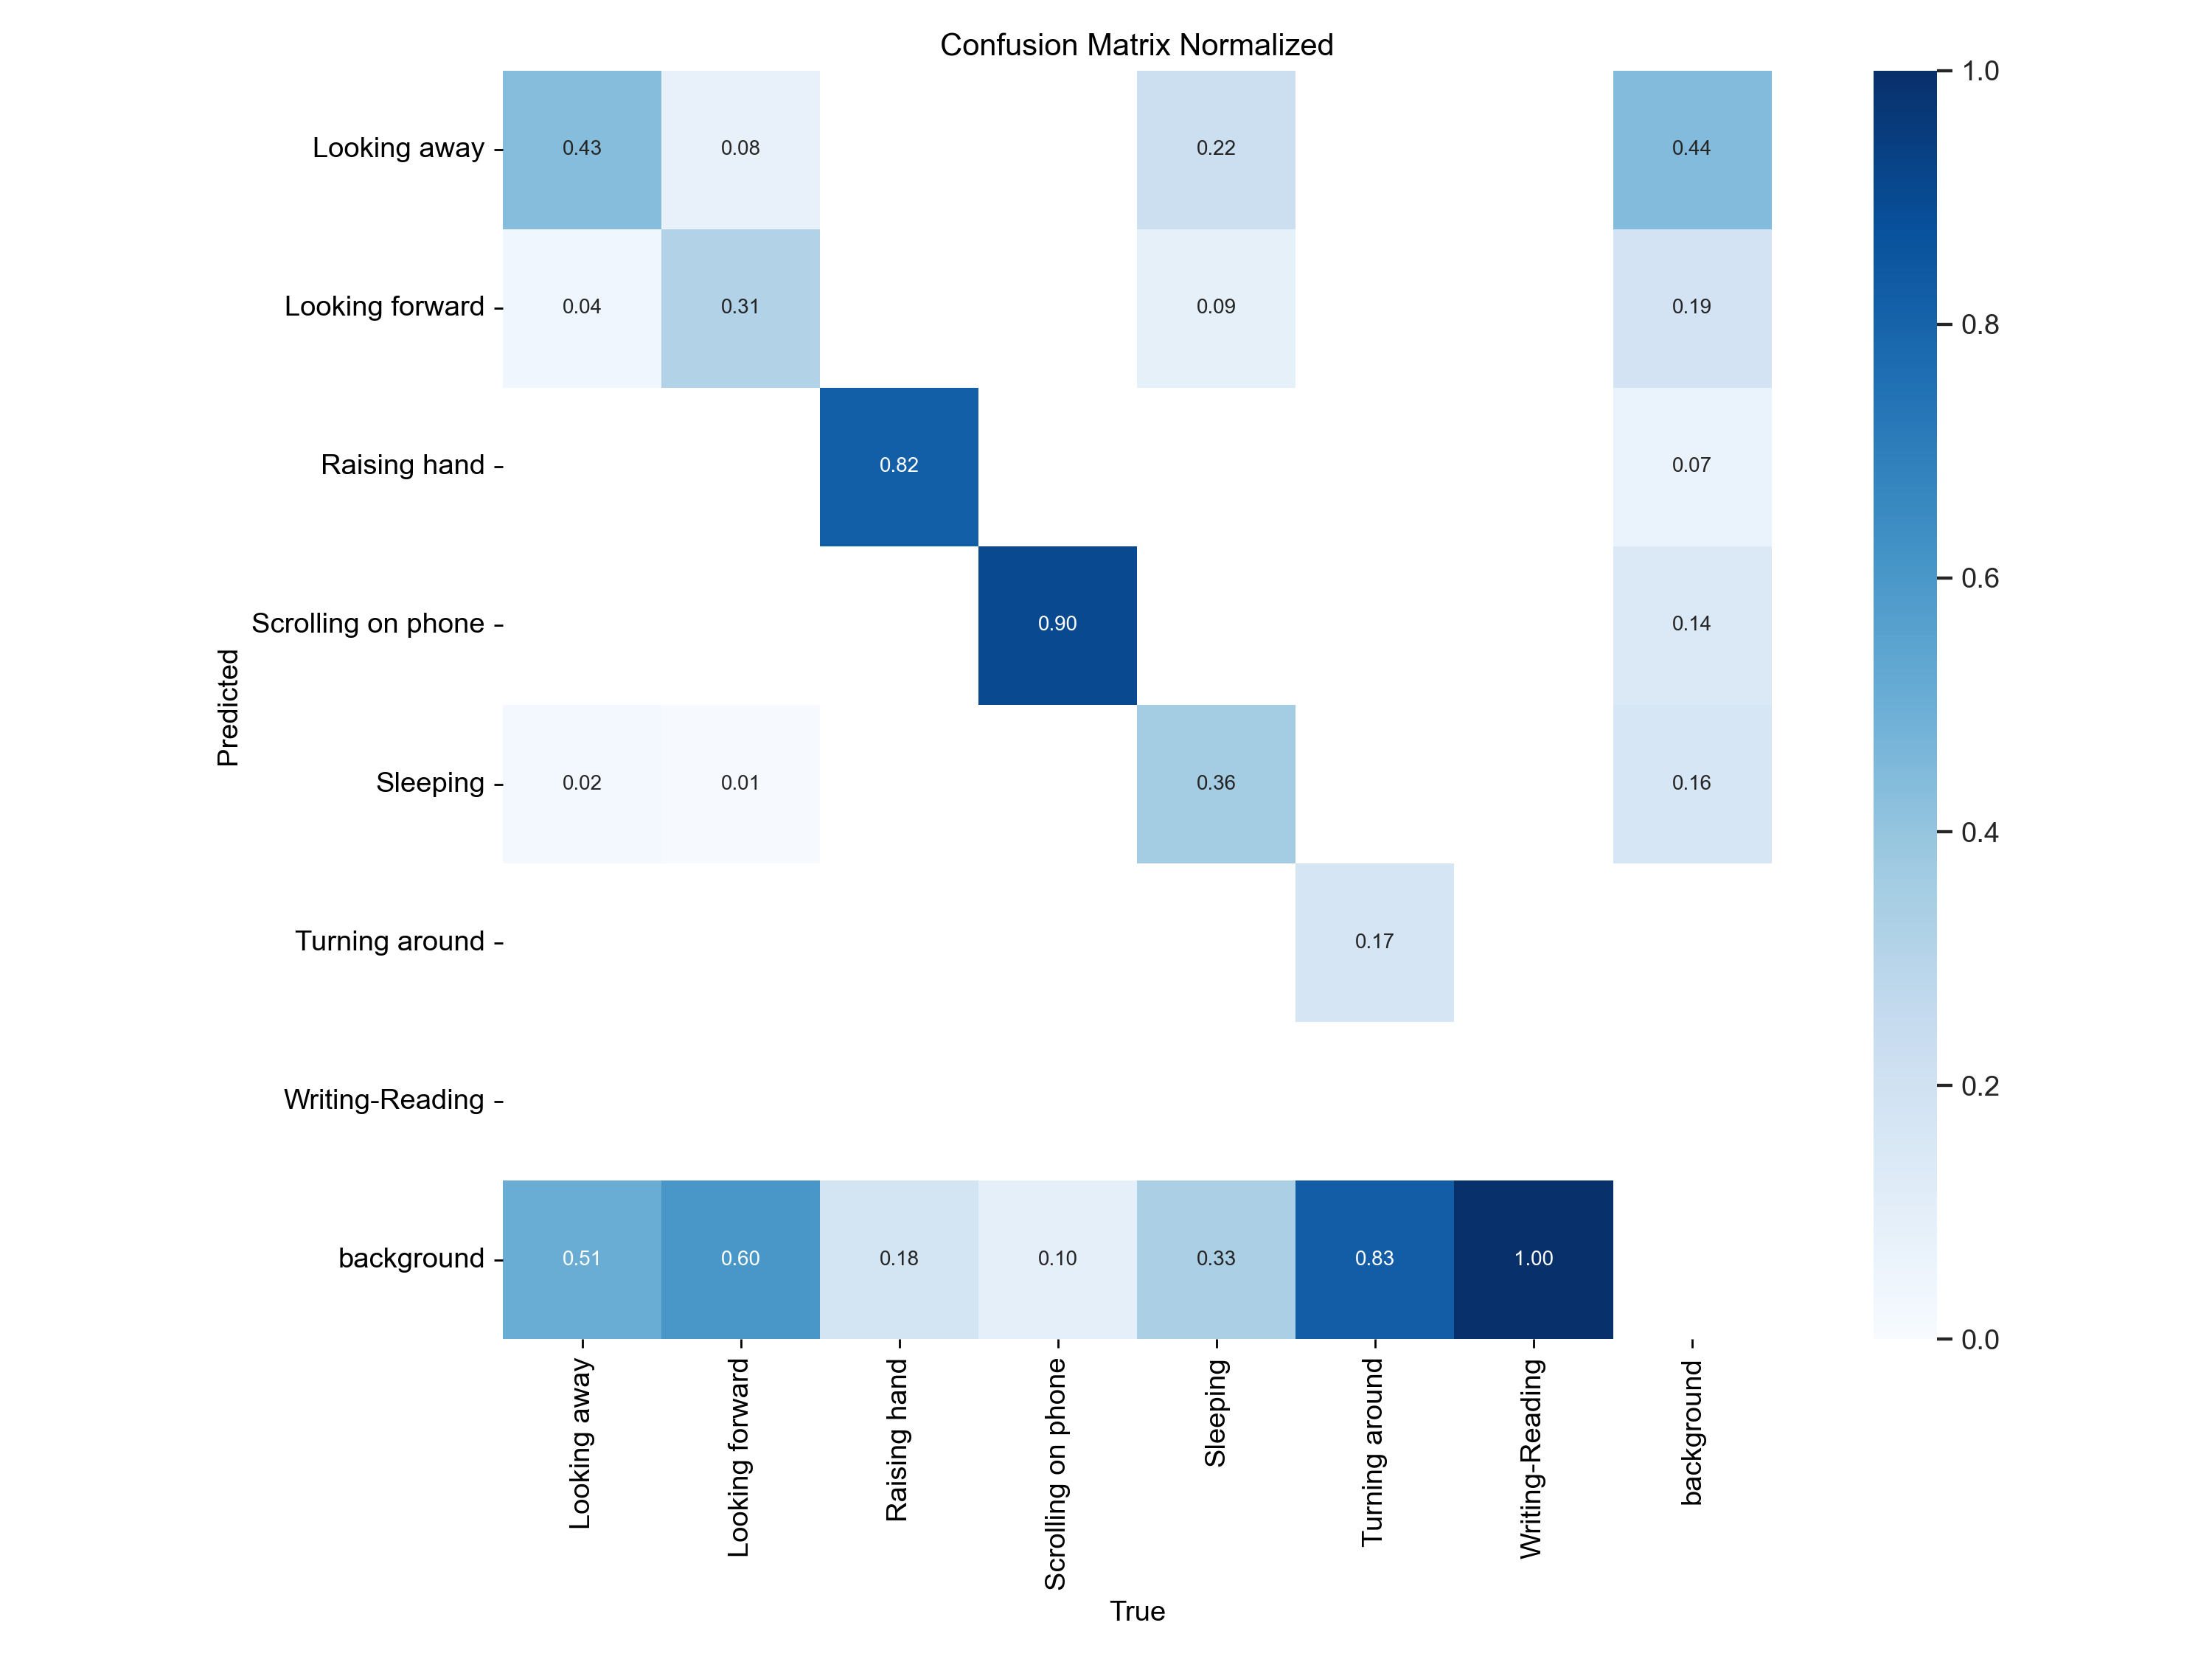 Confusion Matrix Normalized
Looking away 0.43 0.08 0.22 0.44
Looking forward 0.04 0.31 0.09 0.19
Raising hand 0.82 0.07
Scrolling on phone 0.90 0.14
Sleeping 0.02 0.01 0.36 0.16
Turning around 0.17
Writing-Reading
background 0.51 0.60 0.18 0.10 0.33 0.83 1.00
Predicted
Looking away
Looking forward
Raising hand
Scrolling on phone
Sleeping
Turning around
Writing-Reading
background
True
1.0
0.8
0.6
0.4
0.2
0.0